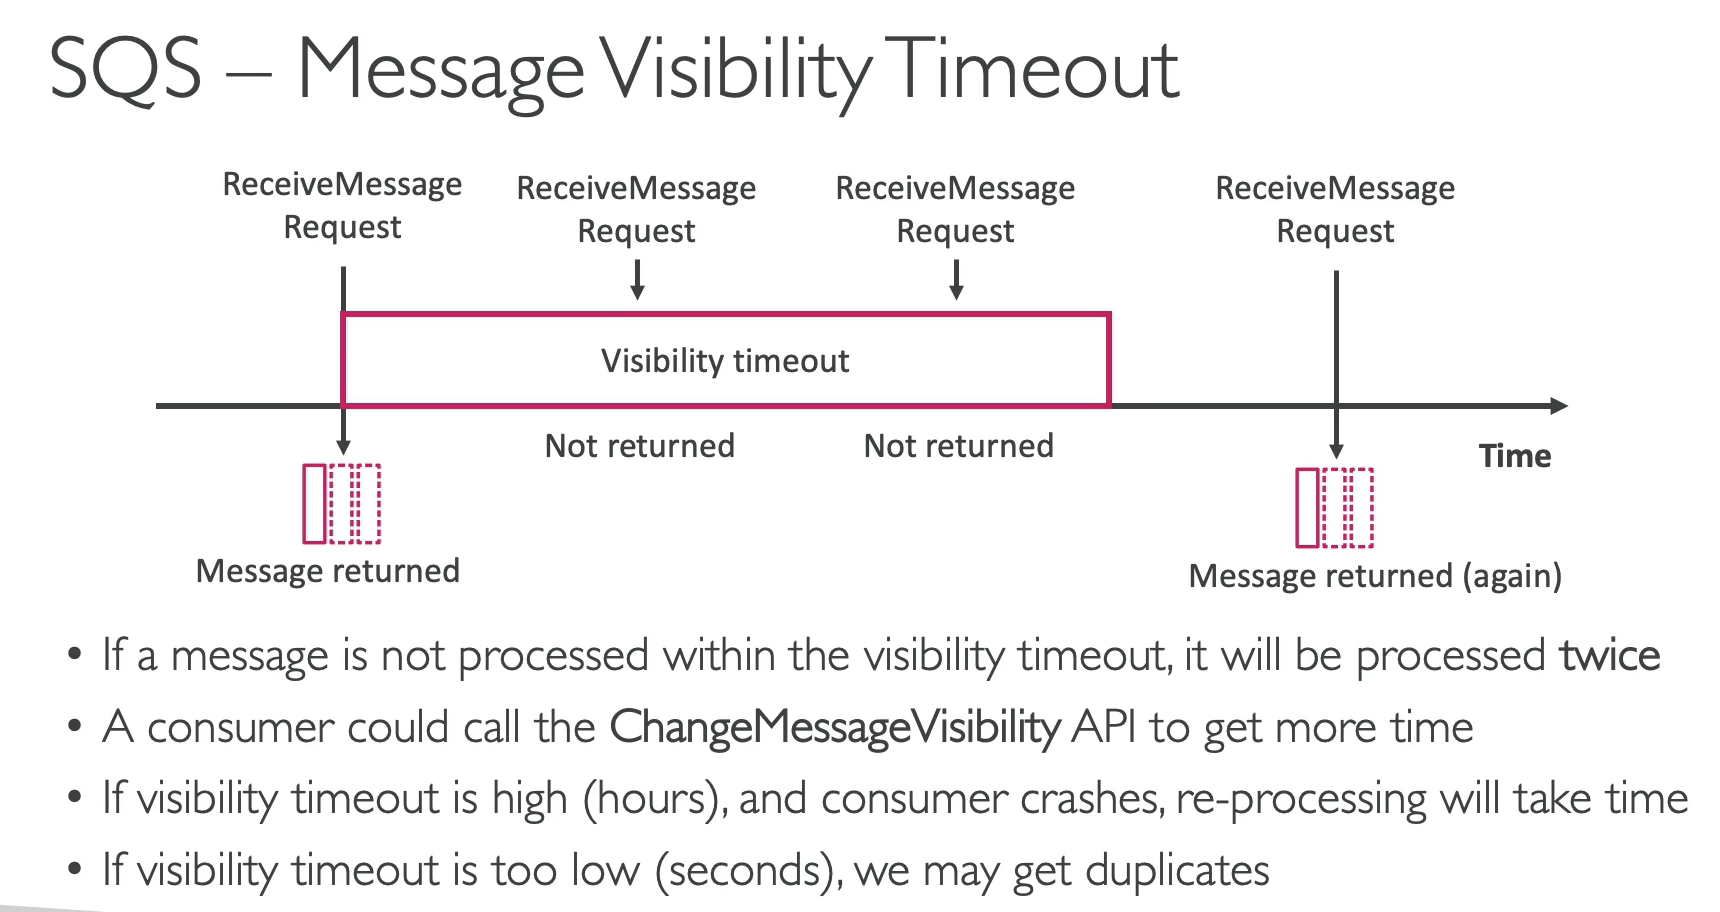 SQS – Message Visibility Timeout
ReceiveMessage
Request
ReceiveMessage
Request
ReceiveMessage
Request
ReceiveMessage
Request
Visibility timeout
Not returned
Not returned
Time
Message returned
Message returned (again)
• If a message is not processed within the visibility timeout, it will be processed twice
• A consumer could call the ChangeMessageVisibility API to get more time
• If visibility timeout is high (hours), and consumer crashes, re-processing will take time
• If visibility timeout is too low (seconds), we may get duplicates